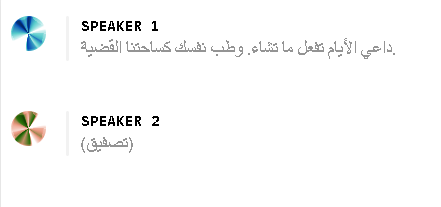 SPEAKER 1
داعي الأيام تفعل ما تشاء. وطب نفسك كساحتنا القضية.
SPEAKER 2
(تصفيق)